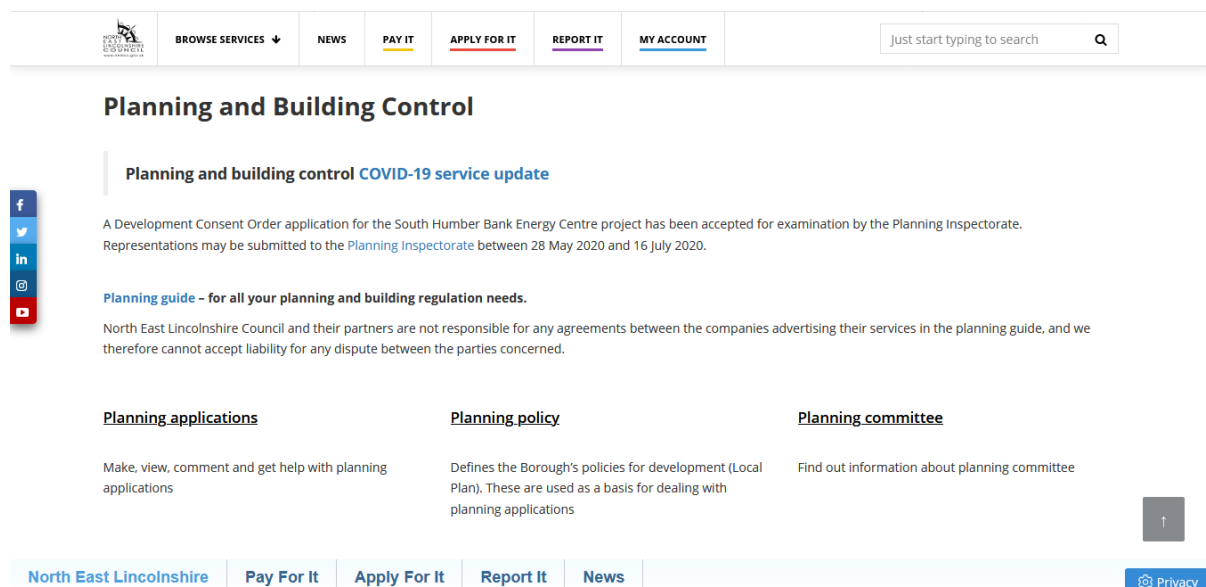 NORTH
EAST
LINCOLNSHIRE
COUNCIL
www.nelincs.gov.uk
BROWSE SERVICES
NEWS
PAY IT
APPLY FOR IT
REPORT IT
MY ACCOUNT
Just start typing to search
Planning and Building Control
Planning and building control COVID-19 service update
A Development Consent Order application for the South Humber Bank Energy Centre project has been accepted for examination by the Planning Inspectorate.
Representations may be submitted to the Planning Inspectorate between 28 May 2020 and 16 July 2020.
Planning guide – for all your planning and building regulation needs.
North East Lincolnshire Council and their partners are not responsible for any agreements between the companies advertising their services in the planning guide, and we
therefore cannot accept liability for any dispute between the parties concerned.
Planning applications
Make, view, comment and get help with planning
applications
Planning policy
Defines the Borough's policies for development (Local
Plan). These are used as a basis for dealing with
planning applications
Planning committee
Find out information about planning committee
North East Lincolnshire
Pay For It
Apply For It
Report It
News
Privacy